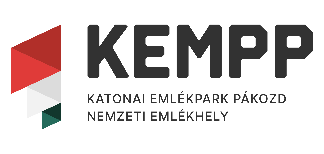 KEMPP
KATONAI EMLÉKPARK PÁKOZD
NEMZETI EMLÉKHELY